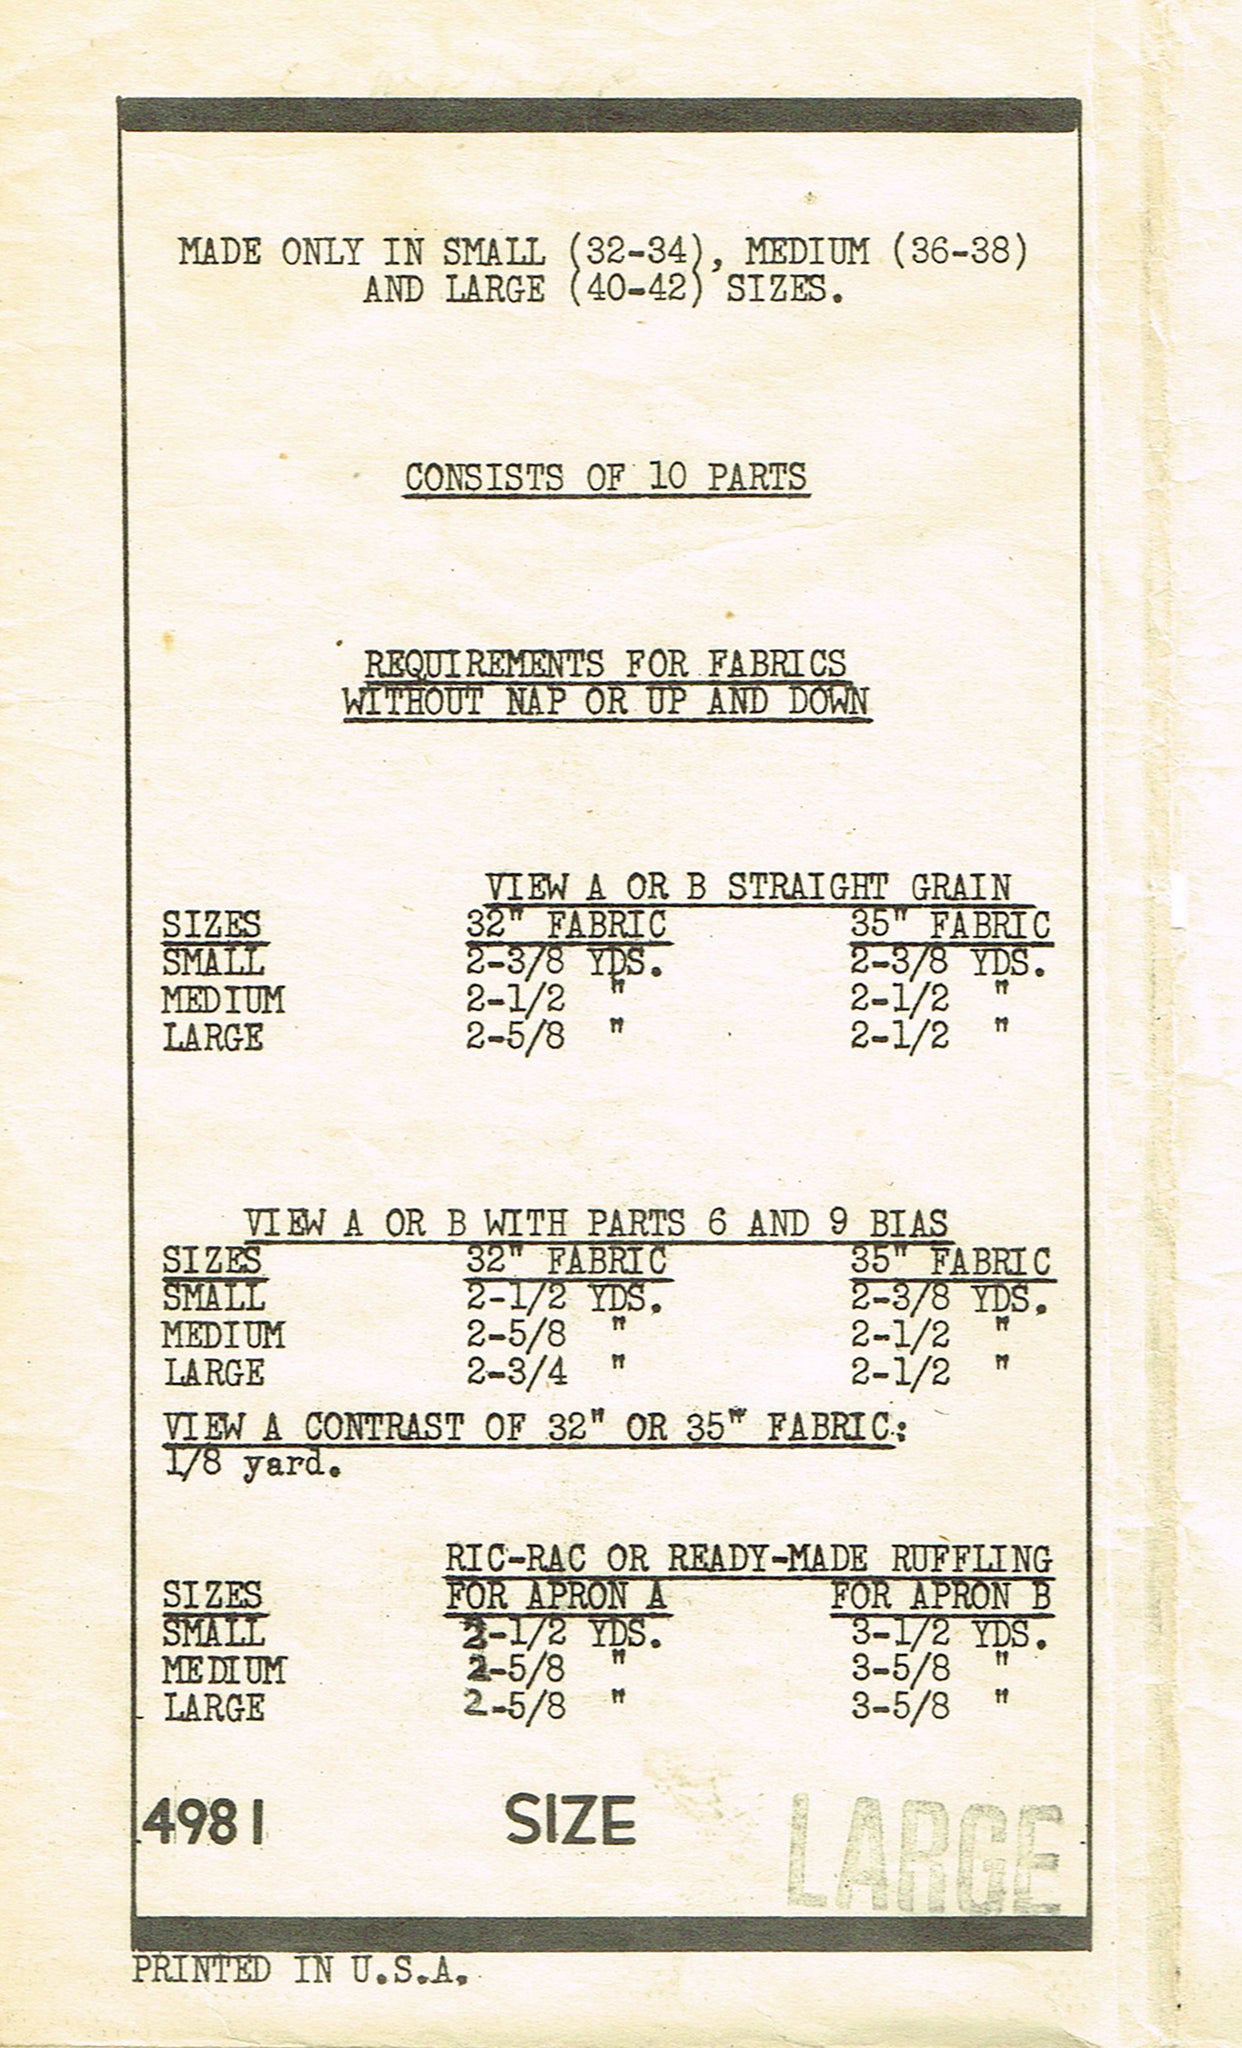 MADE ONLY IN SMALL (32-34), MEDIUM (36-38)
AND LARGE (40-42) SIZES.
CONSISTS OF 10 PARTS
REQUIREMENTS FOR FABRICS
WITHOUT NAP OR UP AND DOWN
VIEW A OR B STRAIGHT GRAIN
SIZES 32" FABRIC 35" FABRIC
SMALL 2-3/8 YDS. 2-3/8 YDS.
MEDIUM 2-1/2 " 2-1/2 "
LARGE 2-5/8 " 2-1/2 "
VIEW A OR B WITH PARTS 6 AND 9 BIAS
SIZES 32" FABRIC 35" FABRIC
SMALL 2-1/2 YDS. 2-3/8 YDS.
MEDIUM 2-5/8 " 2-1/2 "
LARGE 2-3/4 " 2-1/2 "
VIEW A CONTRAST OF 32" OR 35" FABRIC:
1/8 yard.
RIC-RAC OR READY-MADE RUFFLING
SIZES FOR APRON A FOR APRON B
SMALL 2-1/2 YDS. 3-1/2 YDS.
MEDIUM 2-5/8 " 3-5/8 "
LARGE 2-5/8 " 3-5/8 "
4981 SIZE LARGE
PRINTED IN U.S.A.